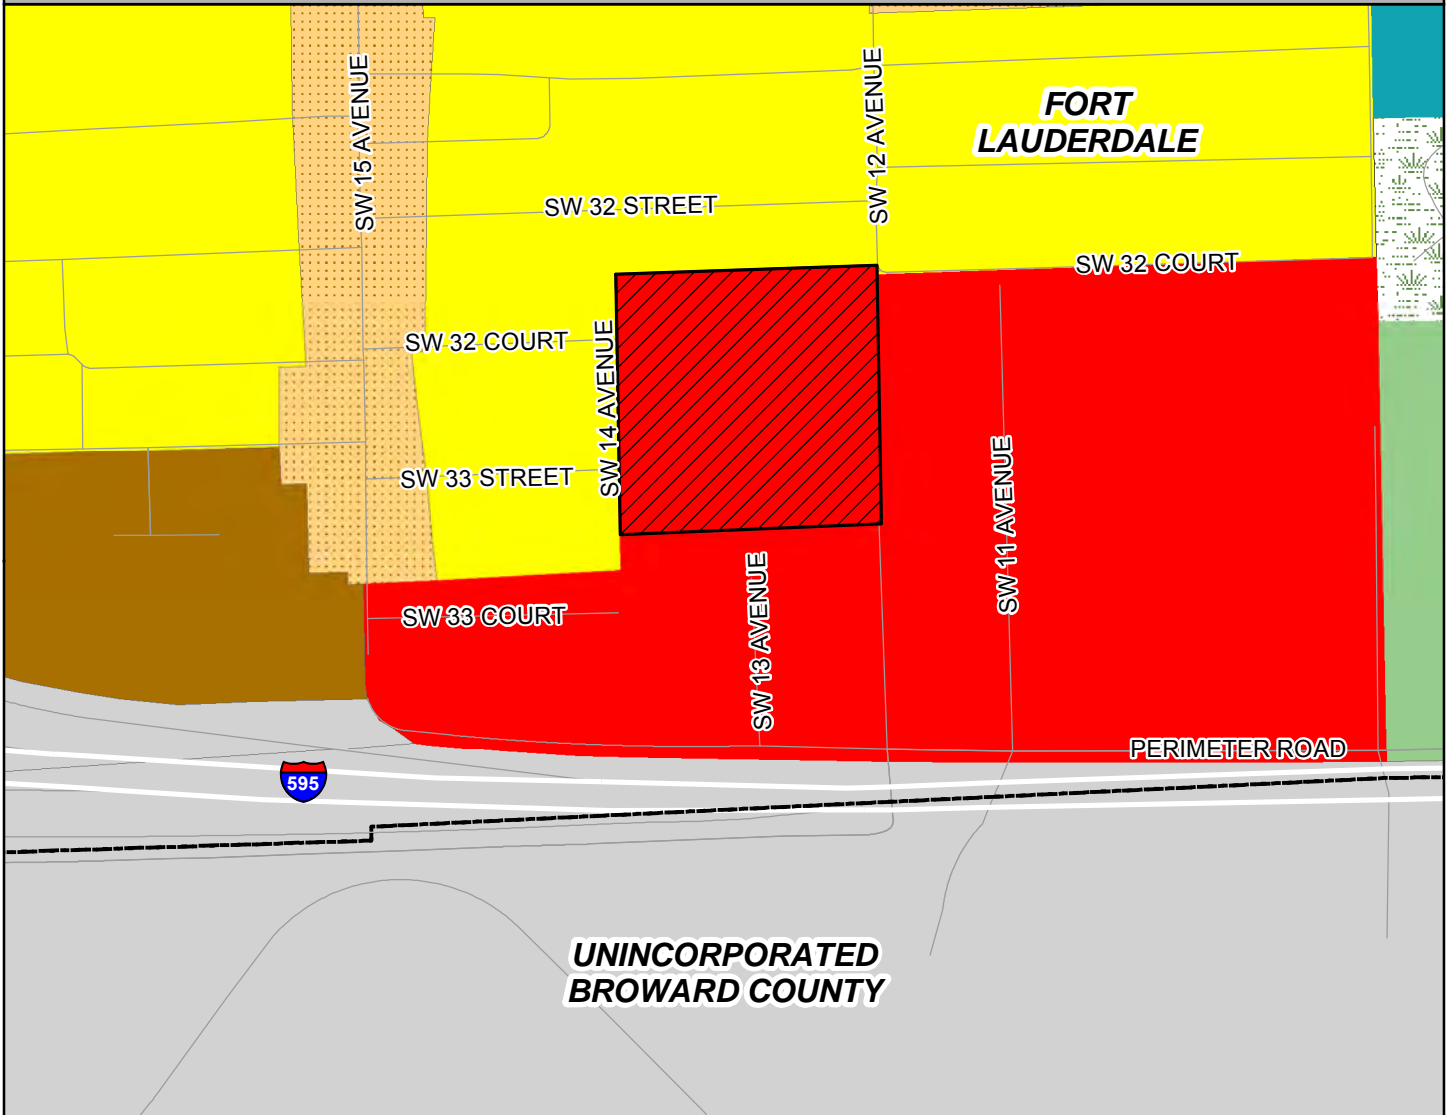 SW 15 AVENUE
SW 12 AVENUE
FORT
LAUDERDALE
SW 32 STREET
SW 32 COURT
SW 32 COURT
SW 14 AVENUE
SW 33 STREET
SW 11 AVENUE
SW 13 AVENUE
SW 33 COURT
PERIMETER ROAD
595
UNINCORPORATED
BROWARD COUNTY